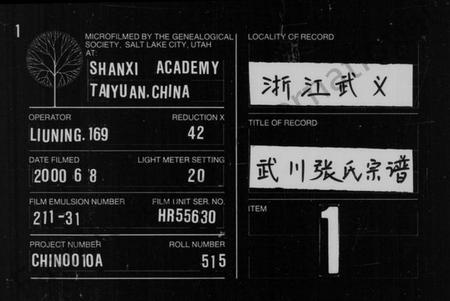 1
MICROFILMED BY THE GENEALOGICAL
SOCIETY, SALT LAKE CITY, UTAH
AT:
SHANXI ACADEMY
TAIYUAN.CHINA
OPERATOR REDUCTION X
LIUNING.169 42
DATE FILMED LIGHT METER SETTING
2000 6 8 20
FILM EMULSION NUMBER FILM UNIT SER. NO.
211-31 HR55630
PROJECT NUMBER ROLL NUMBER
CHIN0010A 515
LOCALITY OF RECORD
浙江武义
TITLE OF RECORD
武川张氏宗谱
ITEM
1